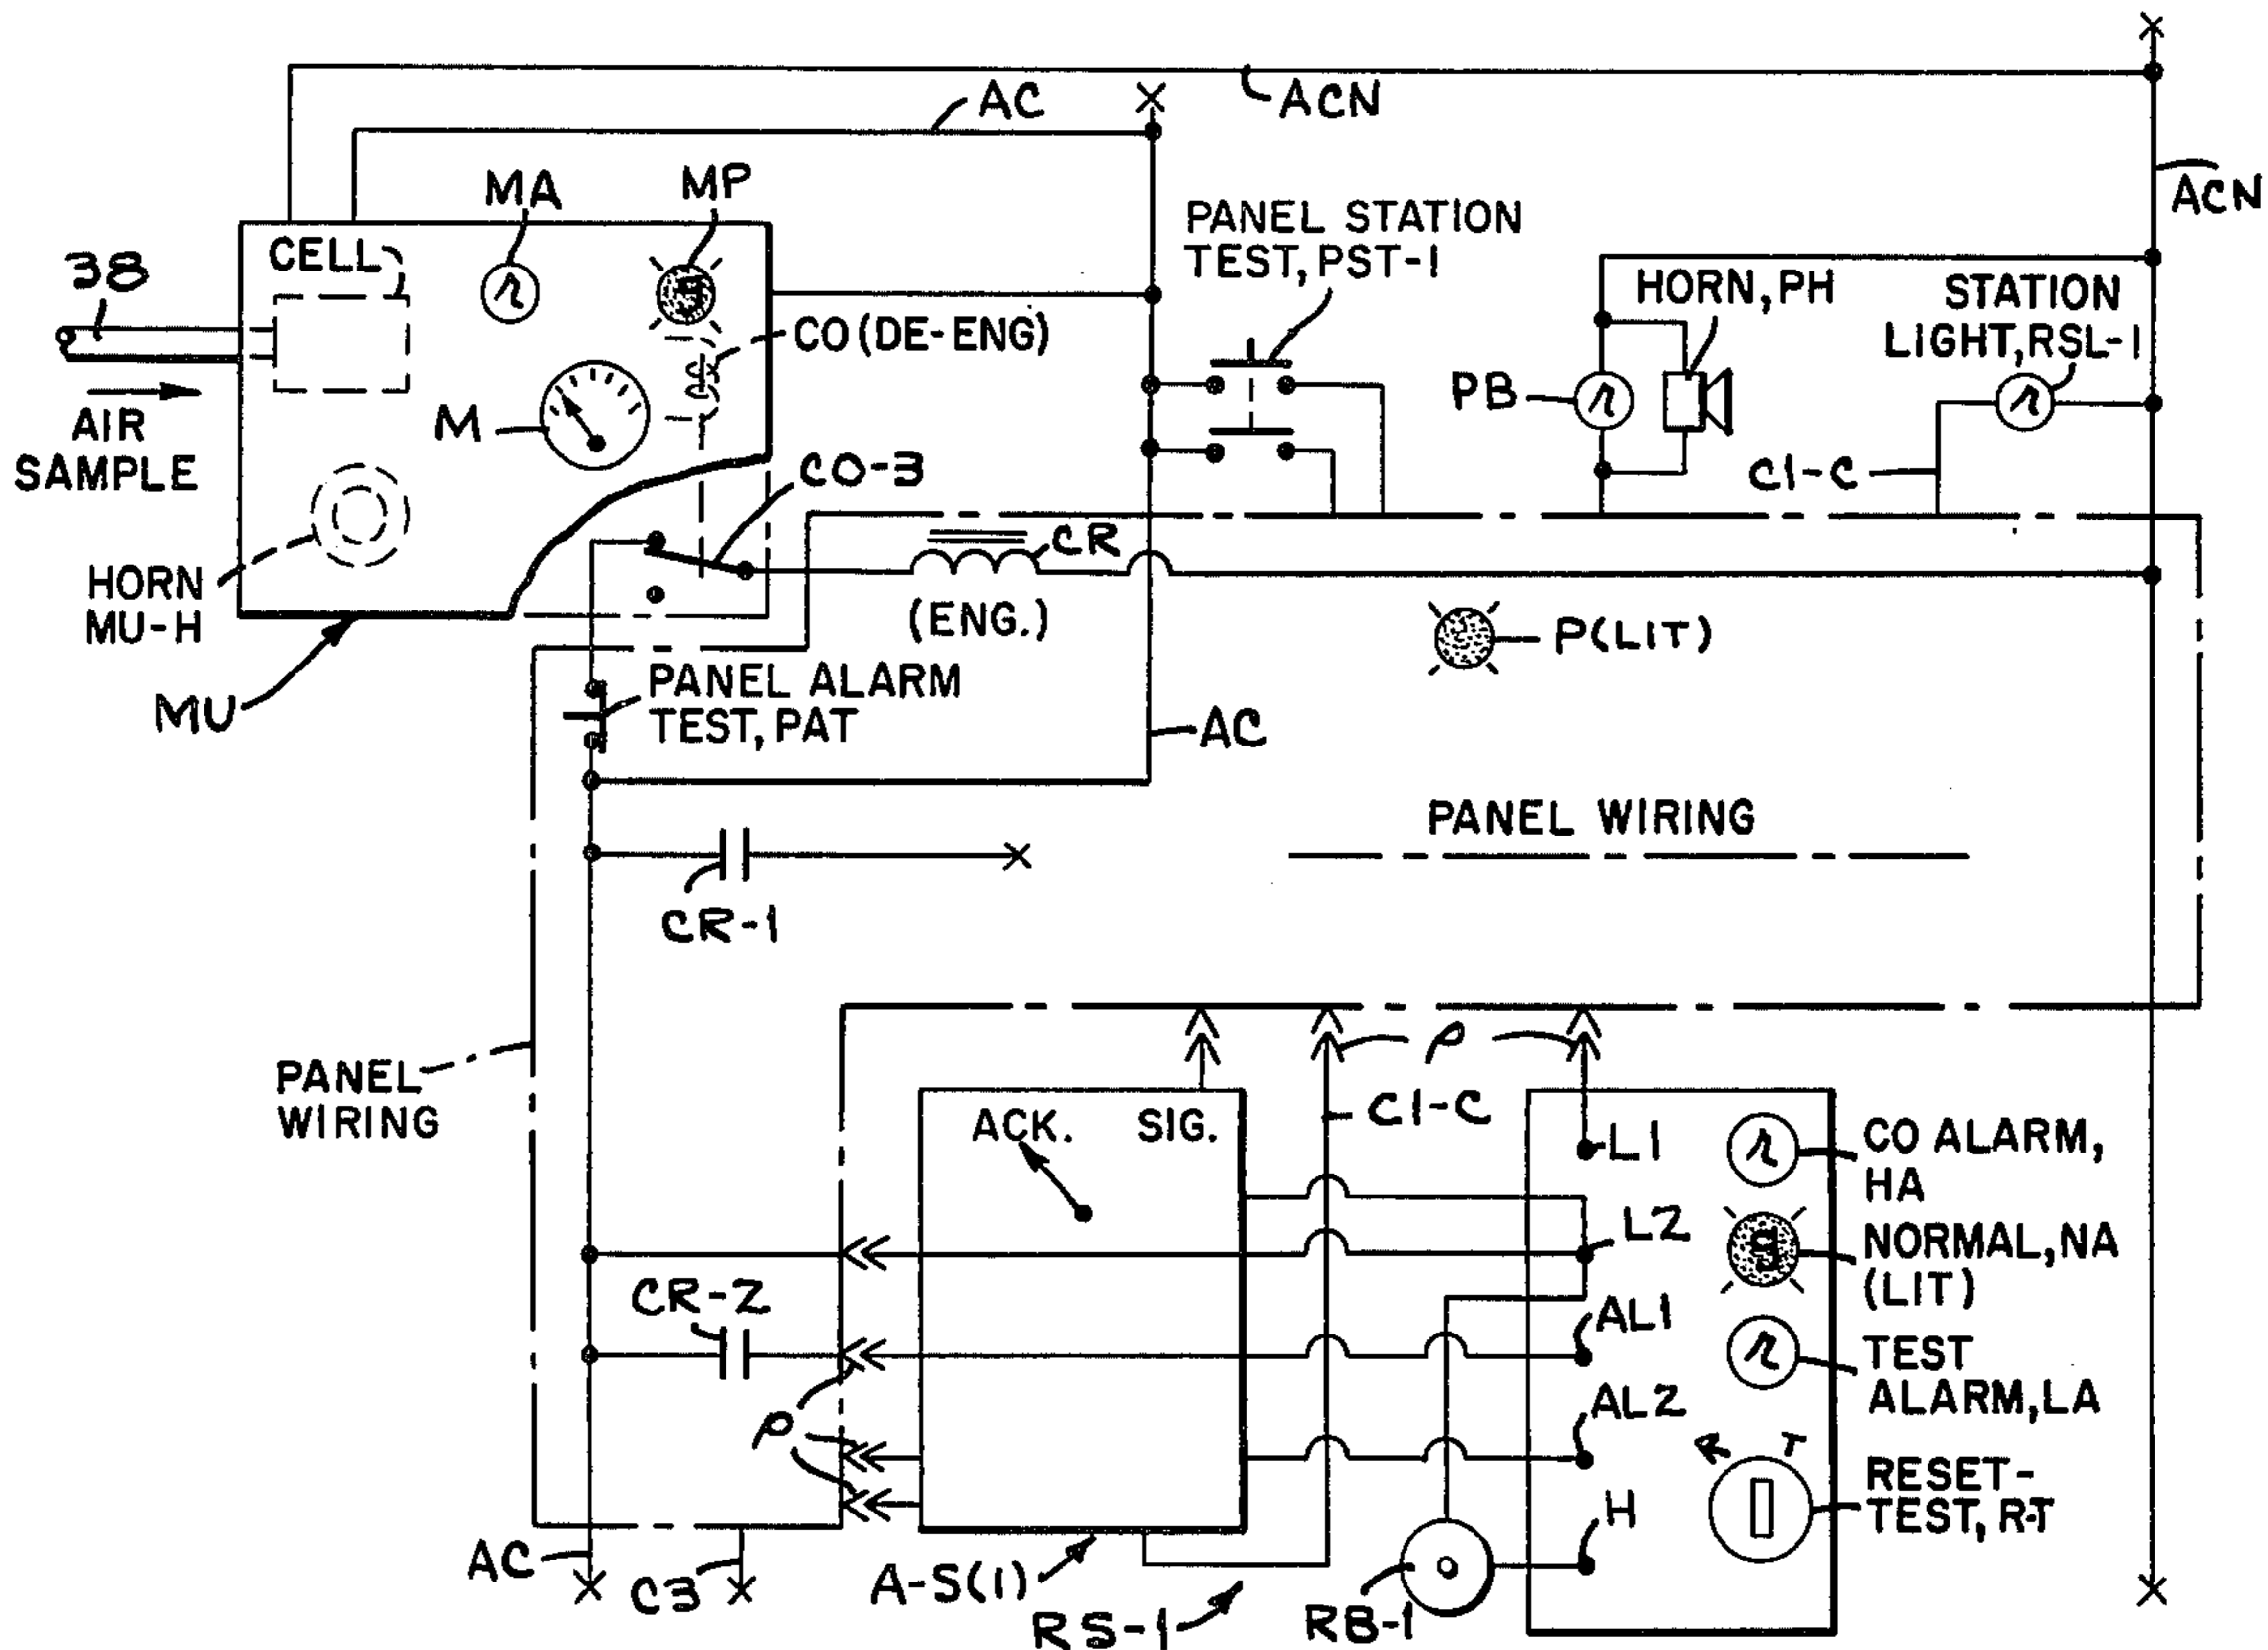 AC
ACN
MA
MP
ACN
PANEL STATION
TEST, PST-1
38
CELL
r
g
CO (DE-ENG)
HORN, PH
STATION
LIGHT, RSL-1
AIR
SAMPLE
M
PB
r
r
C1-C
CO-3
CR
HORN
MU-H
(ENG.)
P(LIT)
MU
PANEL ALARM
TEST, PAT
AC
PANEL WIRING
CR-1
P
PANEL
WIRING
ACK.
SIG.
C1-C
L1
r
CO ALARM,
HA
L2
g
NORMAL, NA
(LIT)
CR-2
AL1
r
TEST
ALARM, LA
P
AL2
R
T
RESET-
TEST, R-T
H
AC
C3
A-S(1)
RS-1
RB-1